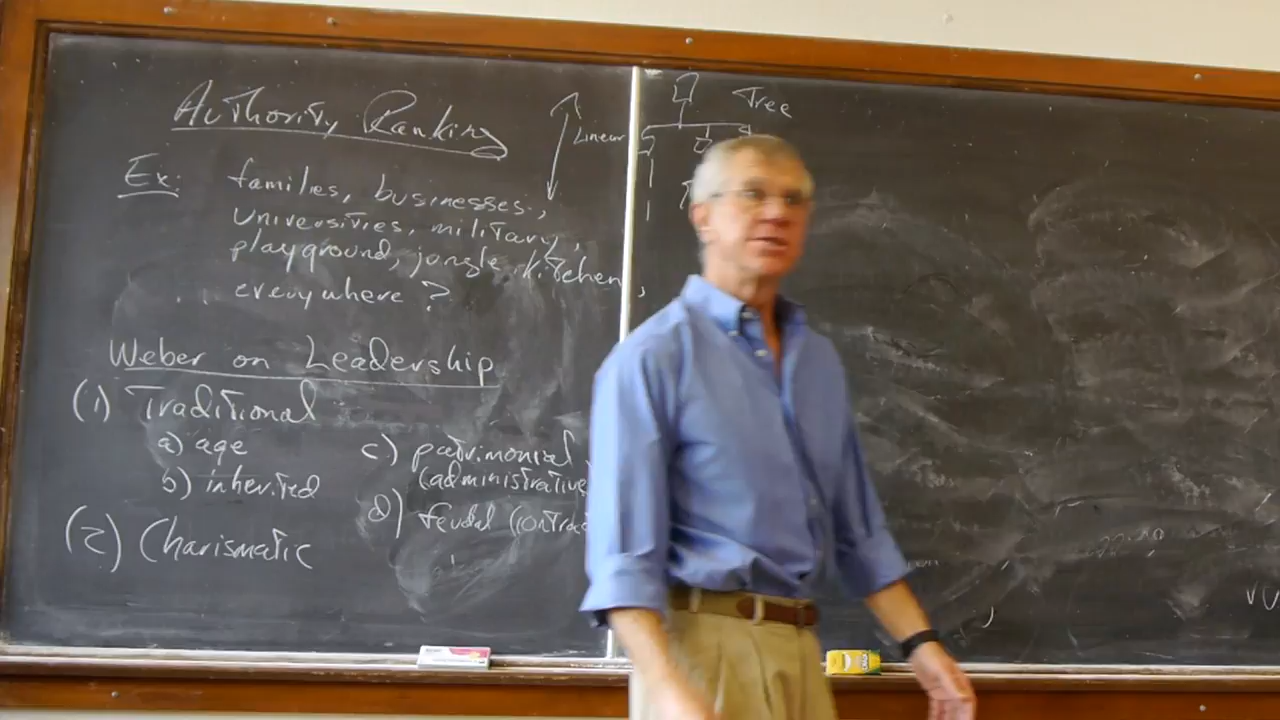 Authority Ranking
Linear
Tree
Ex: families, businesses,
universities, military,
playground, jungle, kitchen,
everywhere?
Weber on Leadership
(1) Traditional
a) age
b) inherited
c) patrimonial
(administrative
d) feudal (contrac
(2) Charismatic